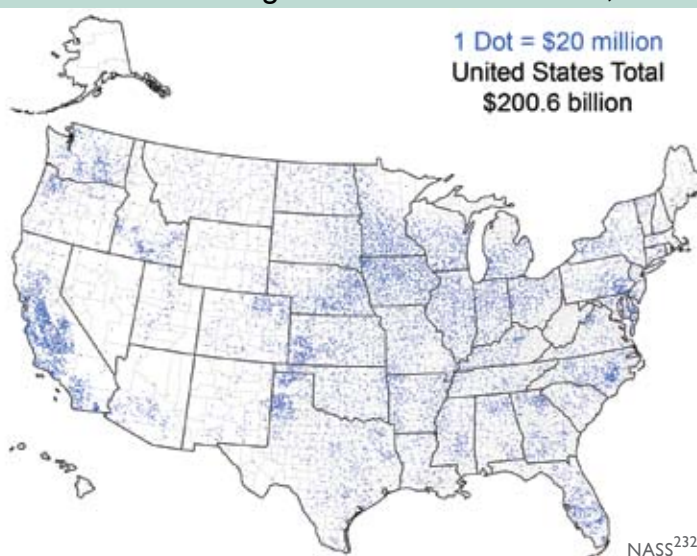 1 Dot = $20 million
United States Total
$200.6 billion
NASS232